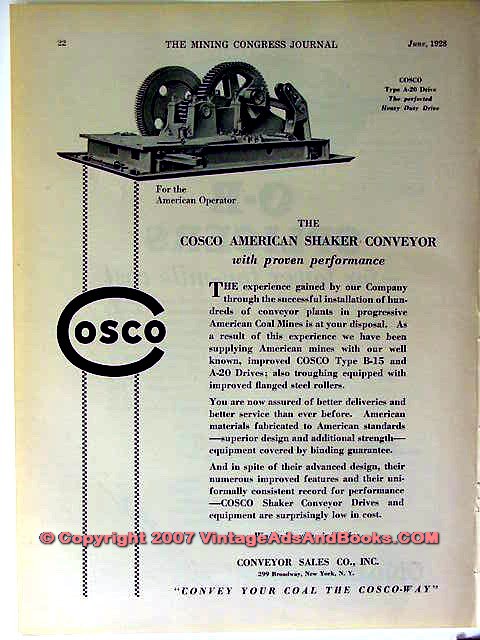 22
THE MINING CONGRESS JOURNAL
June, 1928
COSCO
Type A-20 Drive
The perfected
Heavy Duty Drive
For the
American Operator
THE
COSCO AMERICAN SHAKER CONVEYOR
with proven performance
COSCO
THE experience gained by our Company
through the successful installation of hun-
dreds of conveyor plants in progressive
American Coal Mines is at your disposal. As
a result of this experience we have been
supplying American mines with our well
known, improved COSCO Type B-15 and
A-20 Drives; also troughing equipped with
improved flanged steel rollers.
You are now assured of better deliveries and
better service than ever before. American
materials fabricated to American standards
—superior design and additional strength—
equipment covered by binding guarantee.
And in spite of their advanced design, their
numerous improved features and their uni-
formally consistent record for performance
—COSCO Shaker Conveyor Drives and
equipment are surprisingly low in cost.
© Copyright 2007 VintageAdsAndBooks.COM
CONVEYOR SALES CO., INC.
299 Broadway, New York, N. Y.
"CONVEY YOUR COAL THE COSCO-WAY"